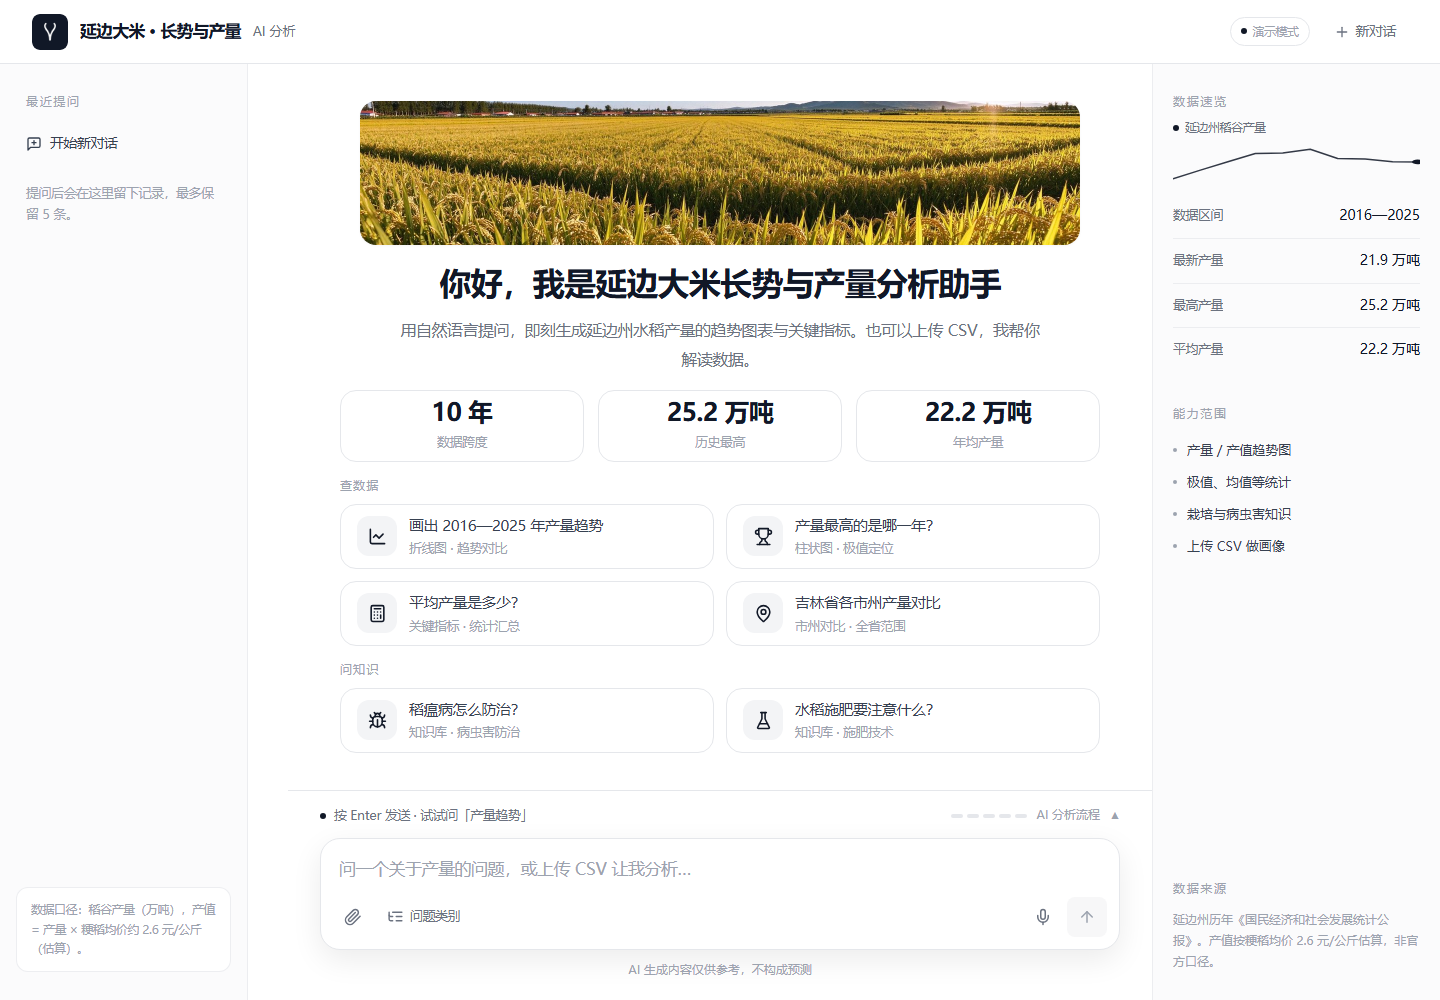 延边大米 • 长势与产量 AI 分析
演示模式
新对话
最近提问
开始新对话
提问后会在这里留下记录，最多保
留 5 条。
数据口径：稻谷产量（万吨），产值
= 产量 × 粳稻均价约 2.6 元/公斤
（估算）。
你好，我是延边大米长势与产量分析助手
用自然语言提问，即刻生成延边州水稻产量的趋势图表与关键指标。也可以上传 CSV，我帮你
解读数据。
10 年
数据跨度
25.2 万吨
历史最高
22.2 万吨
年均产量
查数据
画出 2016—2025 年产量趋势
折线图 · 趋势对比
产量最高的是哪一年？
柱状图 · 极值定位
平均产量是多少？
关键指标 · 统计汇总
吉林省各市州产量对比
市州对比 · 全省范围
问知识
稻瘟病怎么防治？
知识库 · 病虫害防治
水稻施肥要注意什么？
知识库 · 施肥技术
按 Enter 发送 · 试试问「产量趋势」
AI 分析流程 ▲
问一个关于产量的问题，或上传 CSV 让我分析...
问题类别
AI 生成内容仅供参考，不构成预测
数据速览
延边州稻谷产量
数据区间 2016—2025
最新产量 21.9 万吨
最高产量 25.2 万吨
平均产量 22.2 万吨
能力范围
产量 / 产值趋势图
极值、均值等统计
栽培与病虫害知识
上传 CSV 做画像
数据来源
延边州历年《国民经济和社会发展统计公
报》。产值按粳稻均价 2.6 元/公斤估算，非官
方口径。